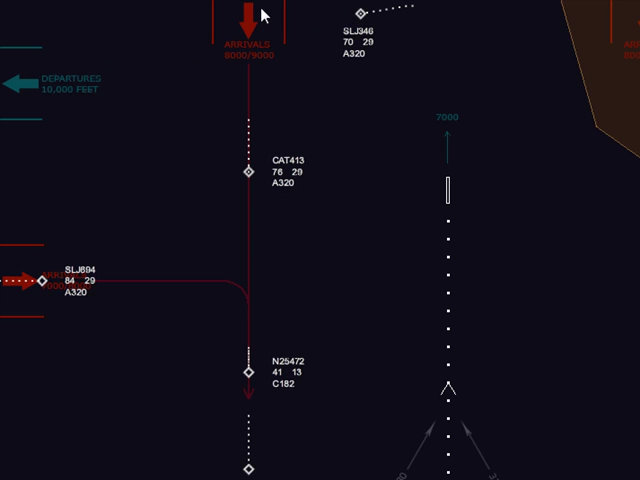 ARRIVALS
8000/9000
SLJ346
70 29
A320
DEPARTURES
10,000 FEET
7000
CAT413
76 29
A320
SLJ694
84 29
A320
N25472
41 13
C182